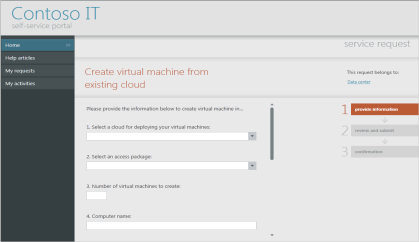 Contoso IT
self-service portal
Home
Help articles
My requests
My activities
service request
Create virtual machine from
existing cloud
This request belongs to:
Data center
Please provide the information below to create virtual machine in...
1. Select a cloud for deploying your virtual machines:
2. Select an access package:
3. Number of virtual machines to create:
4. Computer name:
1 provide information
2 review and submit
3 confirmation